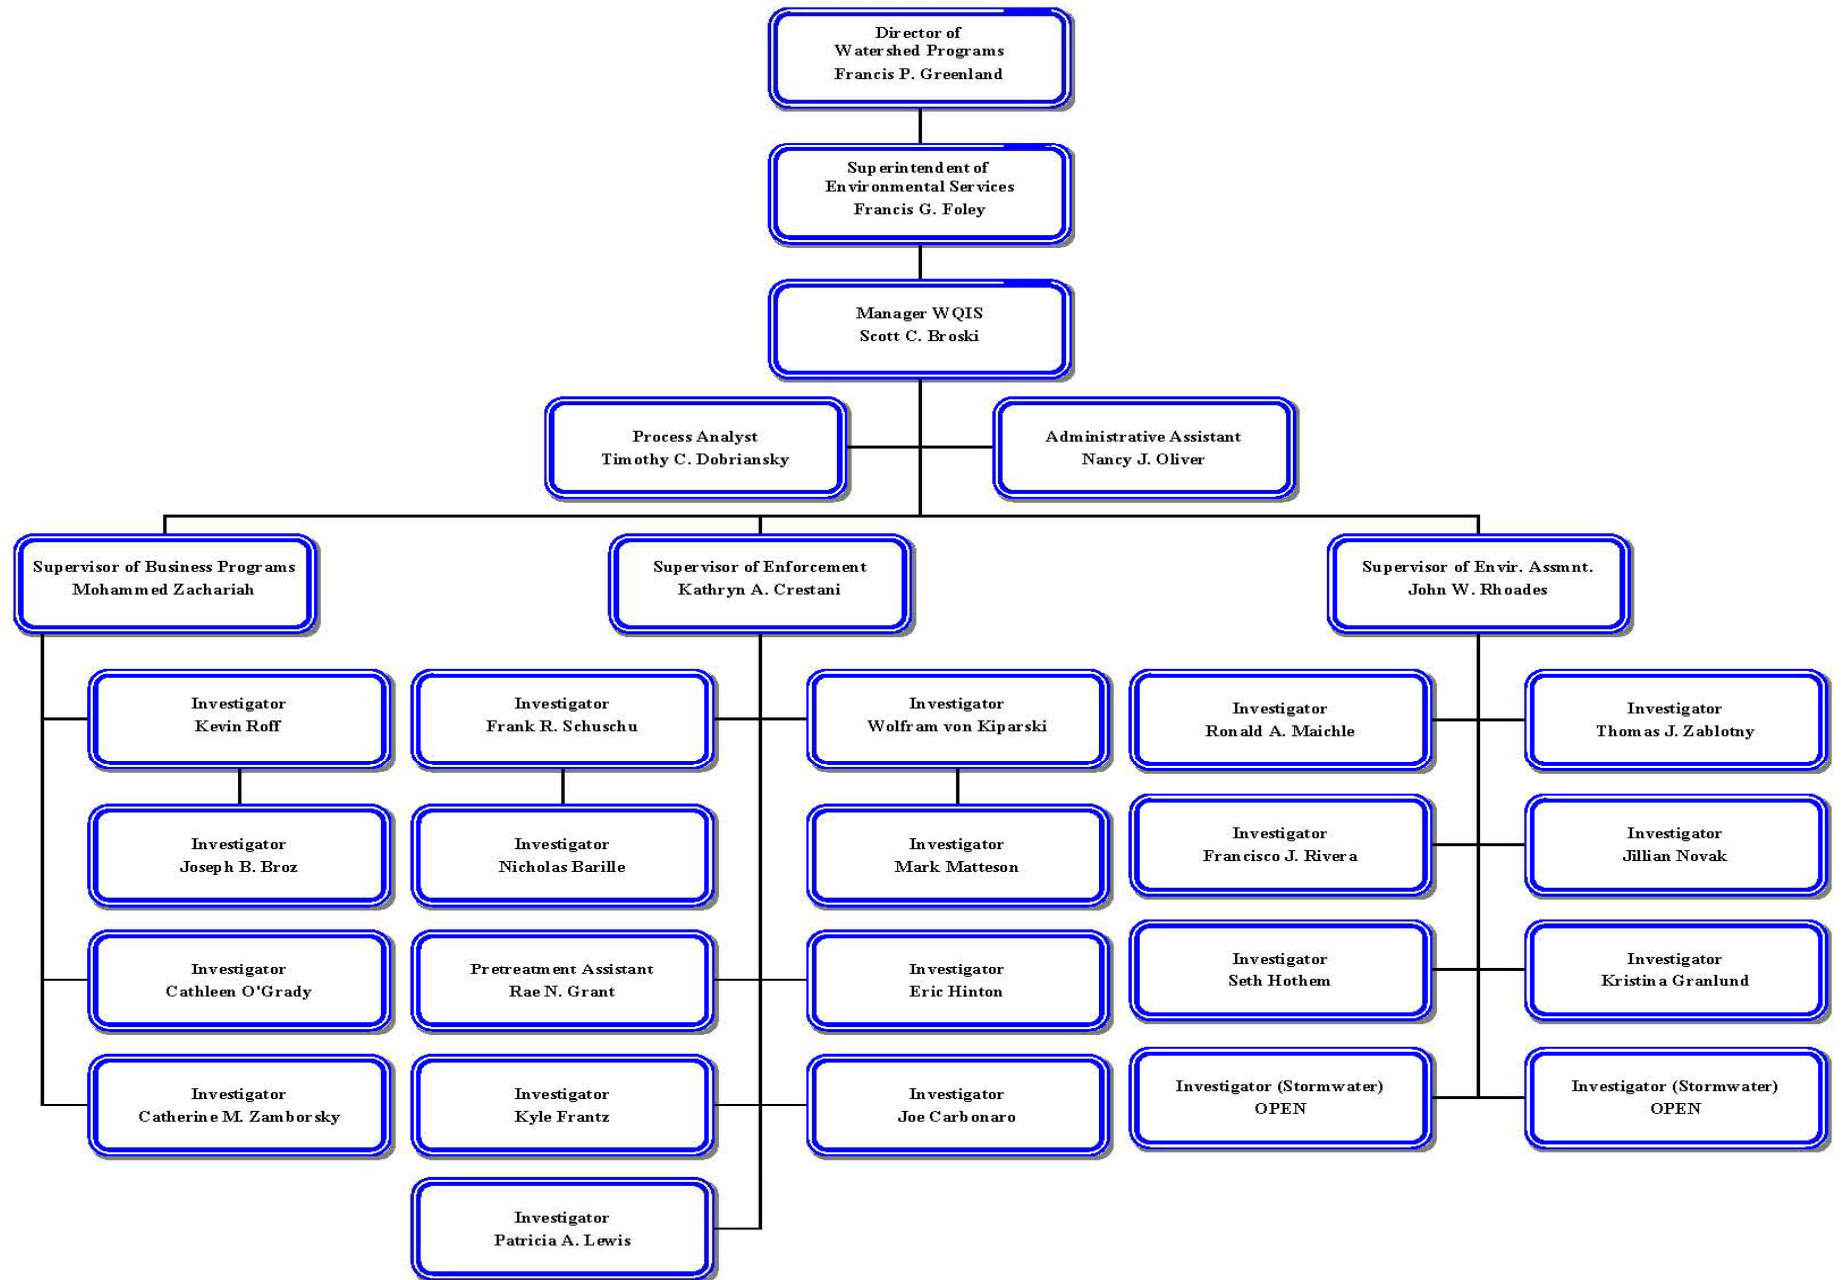 Director of
Watershed Programs
Francis P. Greenland
Superintendent of
Environmental Services
Francis G. Foley
Manager WQIS
Scott C. Broski
Process Analyst
Timothy C. Dobriansky
Administrative Assistant
Nancy J. Oliver
Supervisor of Business Programs
Mohammed Zachariah
Supervisor of Enforcement
Kathryn A. Crestani
Supervisor of Envir. Assmnt.
John W. Rhoades
Investigator
Kevin Roff
Investigator
Frank R. Schuschu
Investigator
Wolfram von Kiparski
Investigator
Ronald A. Maichle
Investigator
Thomas J. Zablotny
Investigator
Joseph B. Broz
Investigator
Nicholas Barille
Investigator
Mark Matteson
Investigator
Francisco J. Rivera
Investigator
Jillian Novak
Investigator
Cathleen O'Grady
Pretreatment Assistant
Rae N. Grant
Investigator
Eric Hinton
Investigator
Seth Hothem
Investigator
Kristina Granlund
Investigator
Catherine M. Zamborsky
Investigator
Kyle Frantz
Investigator
Joe Carbonaro
Investigator (Stormwater)
OPEN
Investigator (Stormwater)
OPEN
Investigator
Patricia A. Lewis